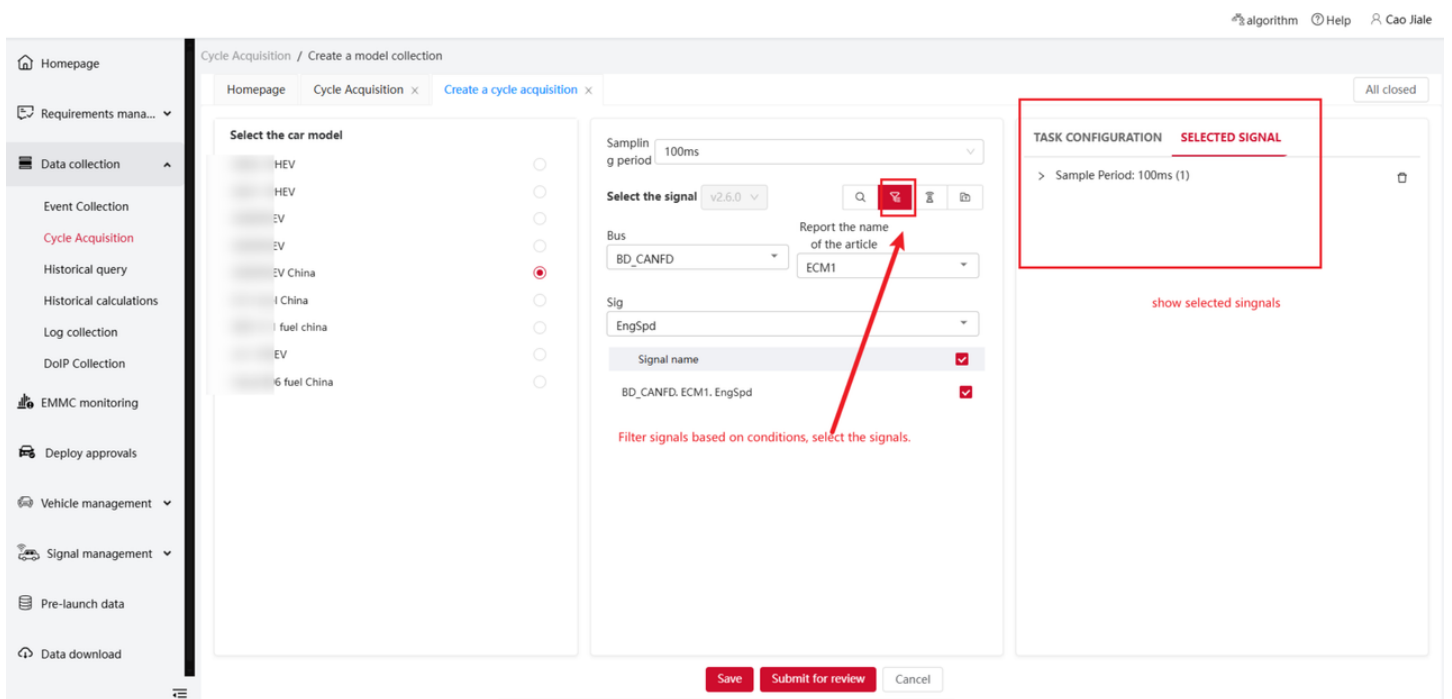 algorithm Help Cao Jiale
Homepage
Requirements mana...
Data collection
Event Collection
Cycle Acquisition
Historical query
Historical calculations
Log collection
DoIP Collection
EMMC monitoring
Deploy approvals
Vehicle management
Signal management
Pre-launch data
Data download
Cycle Acquisition / Create a model collection
Homepage Cycle Acquisition × Create a cycle acquisition × All closed
Select the car model
HEV
HEV
EV
EV
EV China
China
fuel china
EV
6 fuel China
Samplin
g period 100ms
Select the signal v2.6.0
Bus
BD_CANFD
Report the name
of the article
ECM1
Sig
EngSpd
Signal name
BD_CANFD. ECM1. EngSpd
Filter signals based on conditions, select the signals.
TASK CONFIGURATION SELECTED SIGNAL
> Sample Period: 100ms (1)
show selected singnals
Save Submit for review Cancel